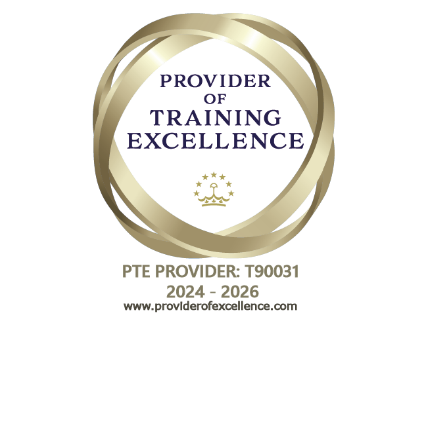 PROVIDER
OF
TRAINING
EXCELLENCE
PTE PROVIDER: T90031
2024 - 2026
www.providerofexcellence.com